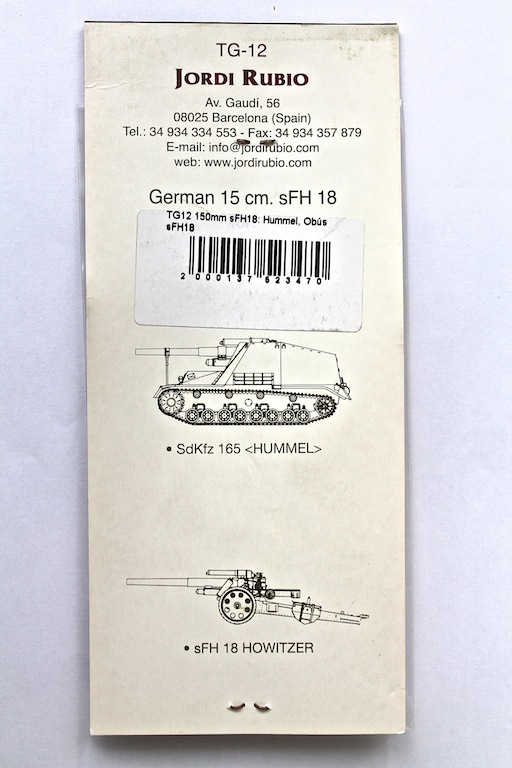 TG-12
JORDI RUBIO
Av. Gaudí, 56
08025 Barcelona (Spain)
Tel.: 34 934 334 553 - Fax: 34 934 357 879
E-mail: info@jordirubio.com
web: www.jordirubio.com
German 15 cm. sFH 18
TG12 150mm sFH18: Hummel, Obús
sFH18
2 000137 523470
• SdKfz 165 <HUMMEL>
• sFH 18 HOWITZER